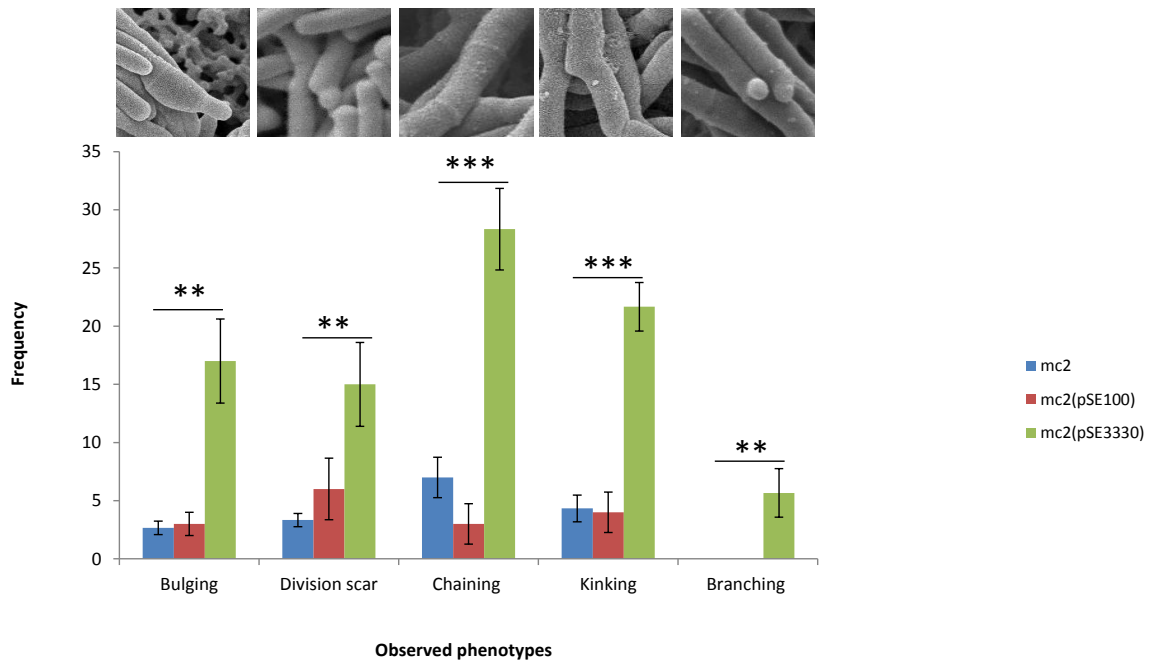 35
30
25
20
15
10
5
0
Frequency
**
**
***
***
**
Bulging
Division scar
Chaining
Kinking
Branching
Observed phenotypes
mc2
mc2(pSE100)
mc2(pSE3330)